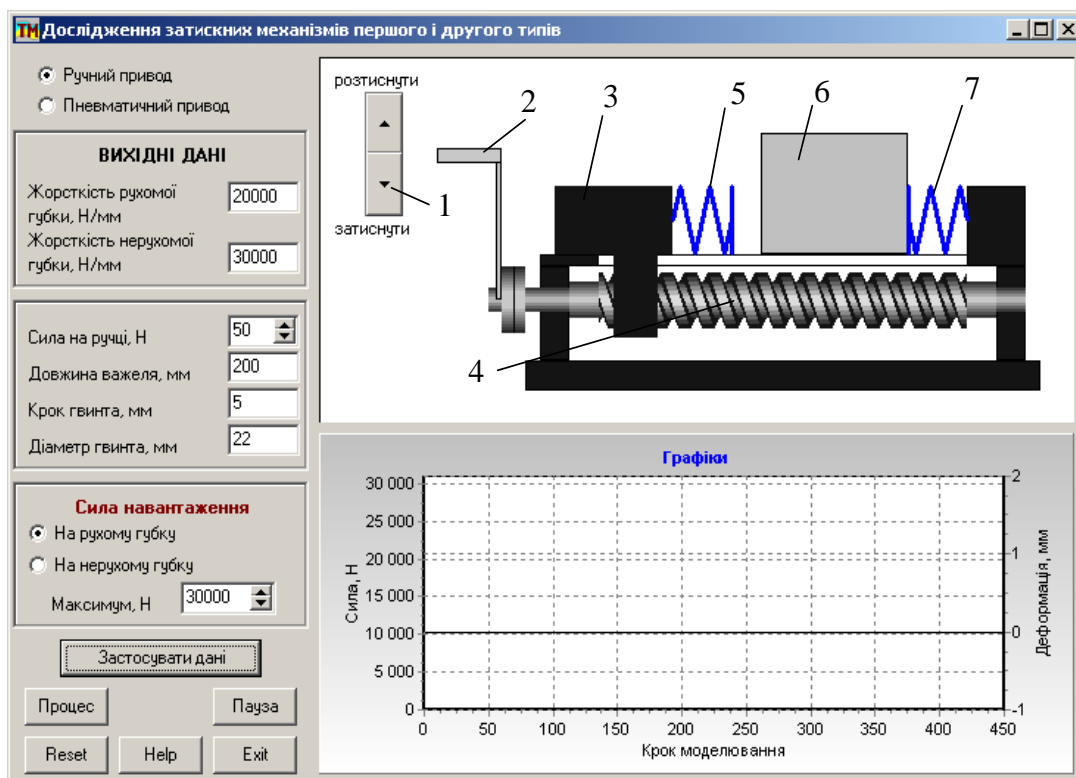 ТМ Дослідження затискних механізмів першого і другого типів
Ручний привод
Пневматичний привод
ВИХІДНІ ДАНІ
Жорсткість рухомої
губки, Н/мм
20000
Жорсткість нерухомої
губки, Н/мм
30000
Сила на ручці, Н
50
Довжина важеля, мм
200
Крок гвинта, мм
5
Діаметр гвинта, мм
22
Сила навантаження
На рухому губку
На нерухому губку
Максимум, Н
30000
Застосувати дані
Процес
Пауза
Reset
Help
Exit
розтиснути
затиснути
1
2
3
5
6
7
4
Графіки
30 000
25 000
20 000
15 000
10 000
5 000
0
Сила, Н
2
1
0
-1
Деформація, мм
0 50 100 150 200 250 300 350 400 450
Крок моделювання